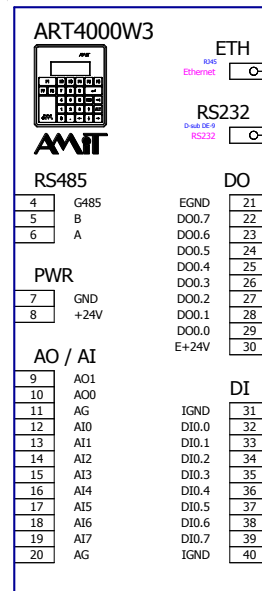 ART4000W3
AMiT
ETH
RJ45
Ethernet
RS232
D-sub DE-9
RS232
RS485
4 G485
5 B
6 A
PWR
7 GND
8 +24V
AO / AI
9 AO1
10 AO0
11 AG
12 AI0
13 AI1
14 AI2
15 AI3
16 AI4
17 AI5
18 AI6
19 AI7
20 AG
DO
EGND 21
DO0.7 22
DO0.6 23
DO0.5 24
DO0.4 25
DO0.3 26
DO0.2 27
DO0.1 28
DO0.0 29
E+24V 30
DI
IGND 31
DI0.0 32
DI0.1 33
DI0.2 34
DI0.3 35
DI0.4 36
DI0.5 37
DI0.6 38
DI0.7 39
IGND 40